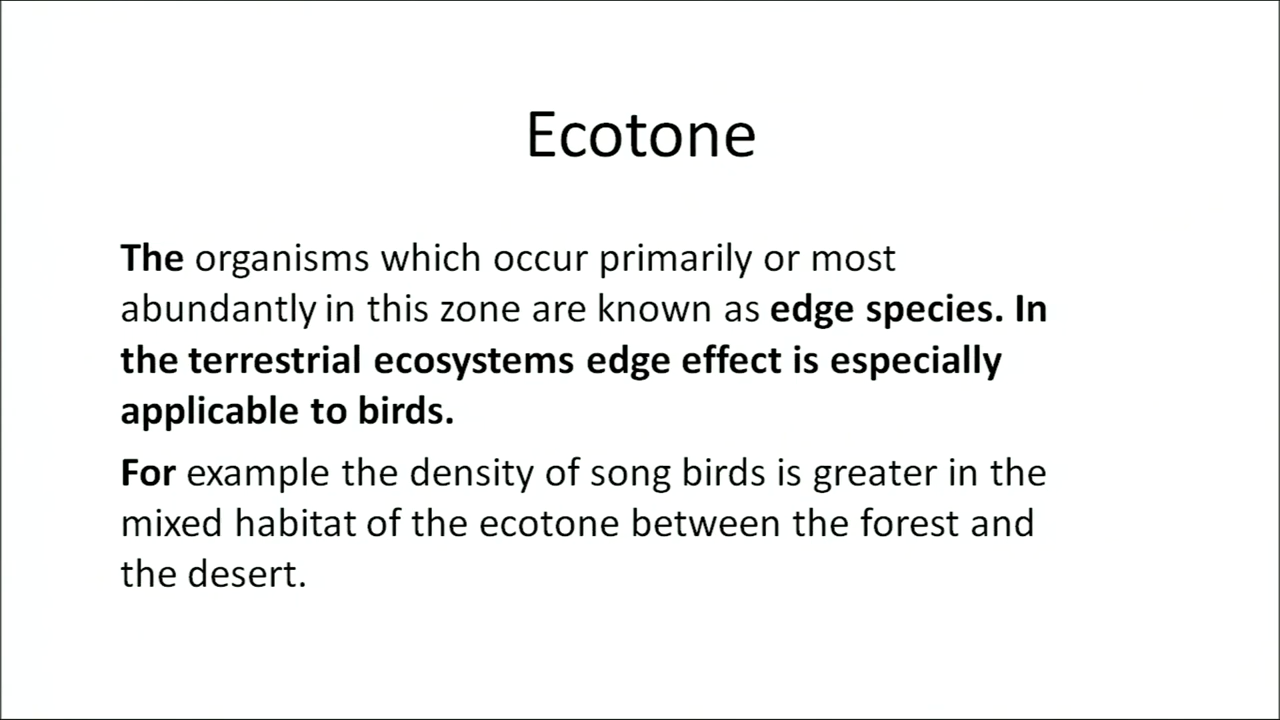 Ecotone
The organisms which occur primarily or most
abundantly in this zone are known as edge species. In
the terrestrial ecosystems edge effect is especially
applicable to birds.
For example the density of song birds is greater in the
mixed habitat of the ecotone between the forest and
the desert.